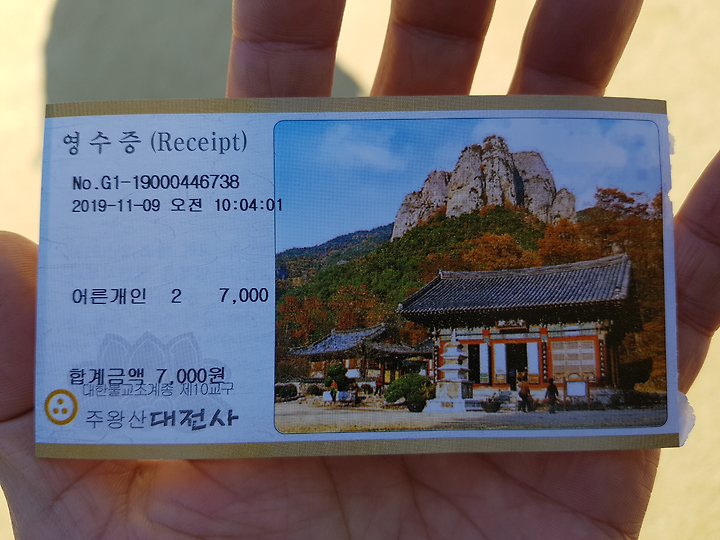 영수증 (Receipt)
No.G1-19000446738
2019-11-09 오전 10:04:01
어른개인 2 7,000
합계금액 7,000원
대한불교조계종 제10교구
주왕산대전사